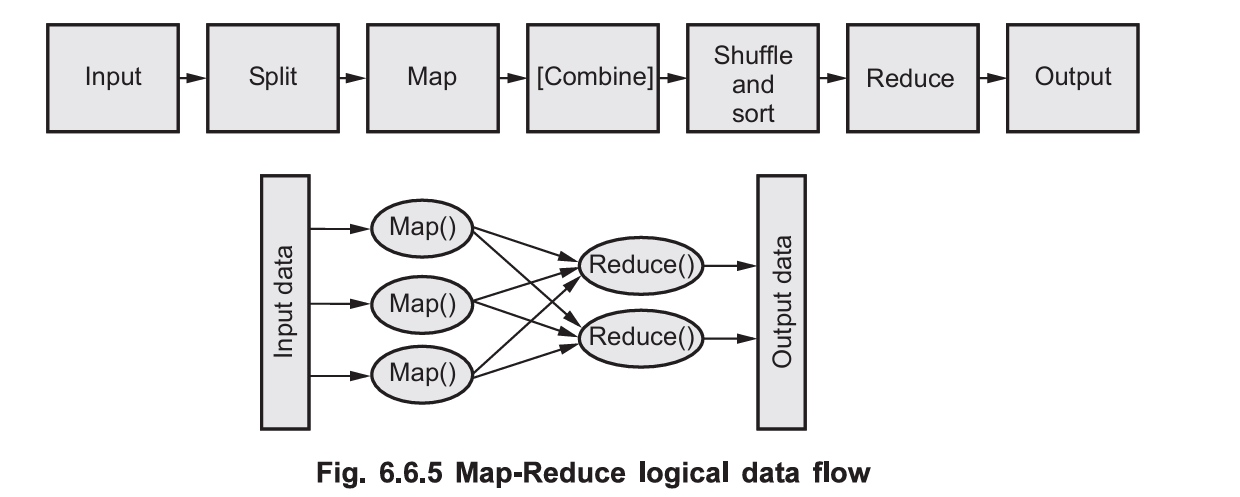 Input
Split
Map
[Combine]
Shuffle
and
sort
Reduce
Output
Input data
Map()
Map()
Map()
Reduce()
Reduce()
Output data
Fig. 6.6.5 Map-Reduce logical data flow